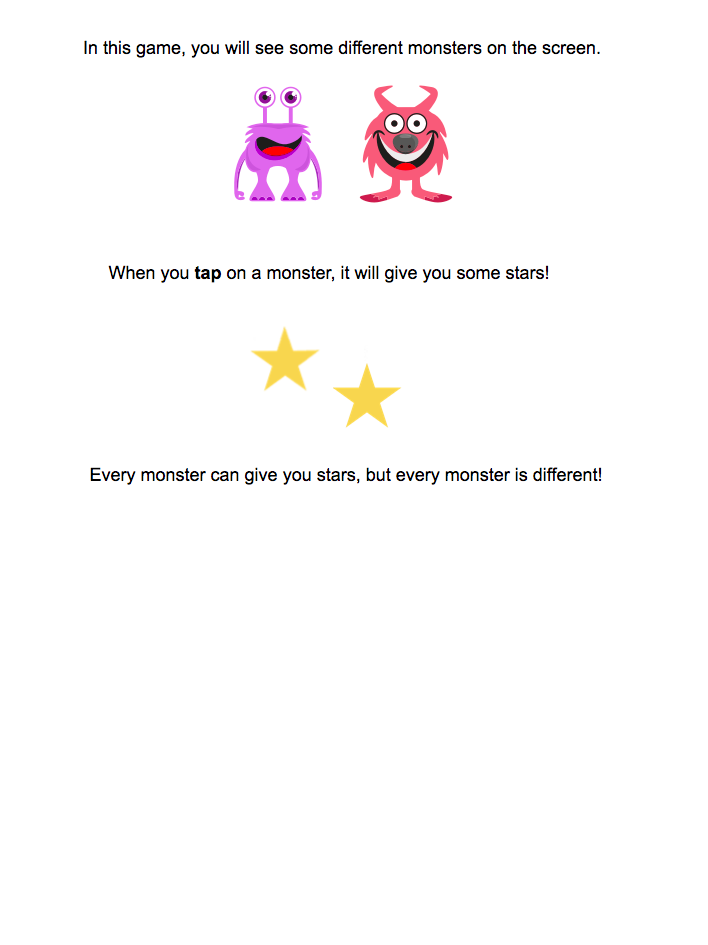 In this game, you will see some different monsters on the screen.
When you tap on a monster, it will give you some stars!
Every monster can give you stars, but every monster is different!